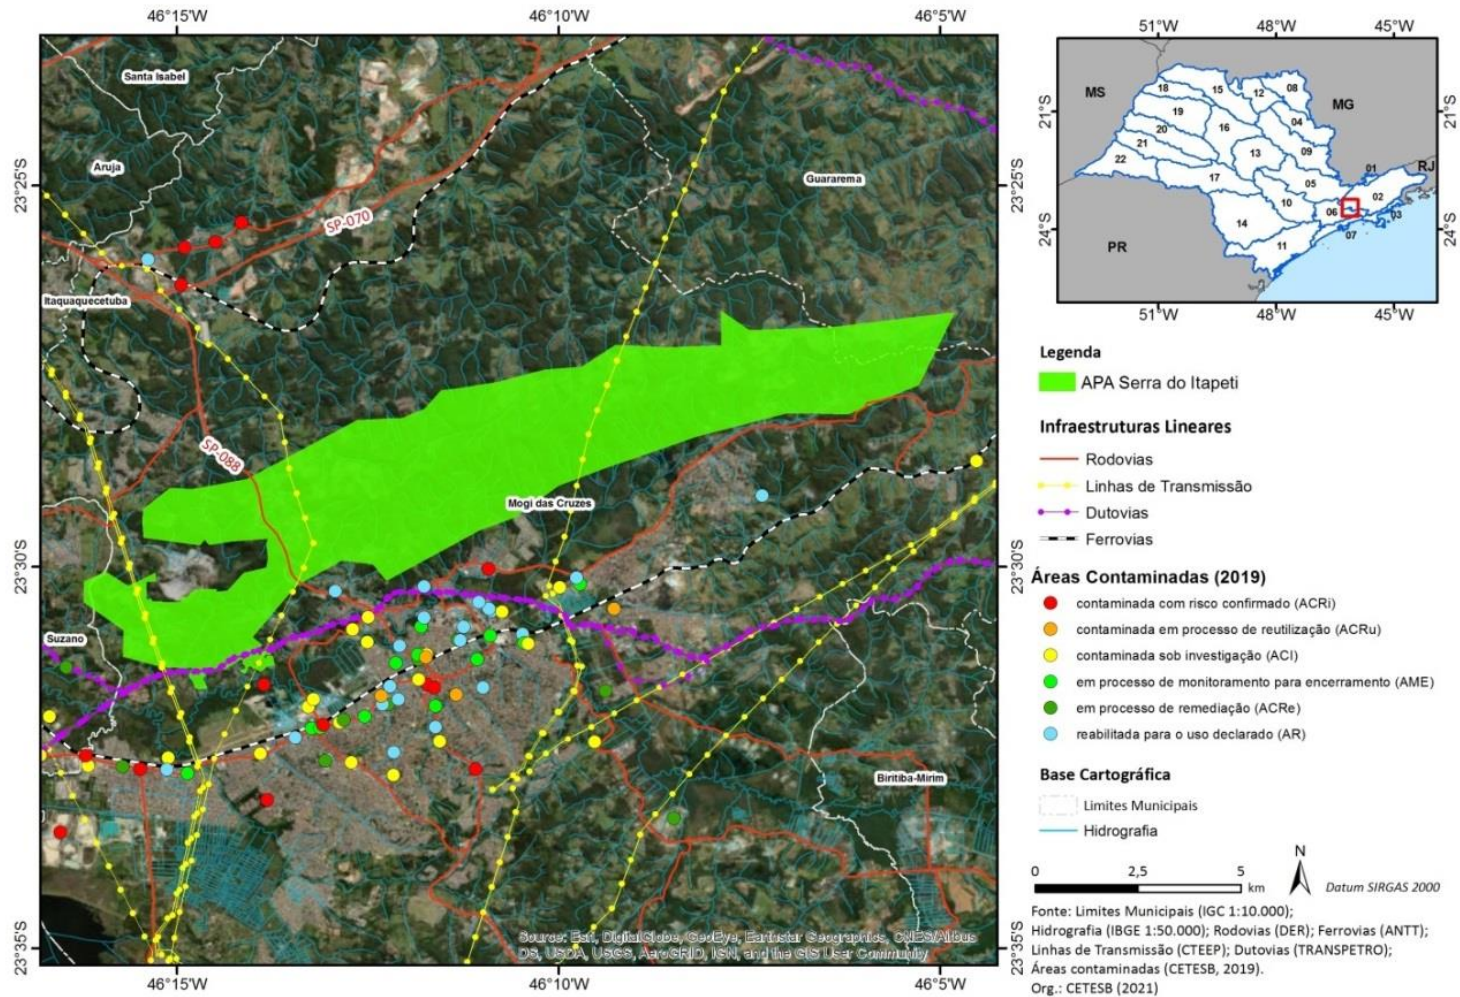 46°15'W 46°10'W 46°5'W
Santa Isabel
Aruja
23°25'S
SP-070
Guararema
23°25'S
Itaquaquecetuba
SP-088
Mogi das Cruzes
23°30'S
23°30'S
Suzano
Biritiba-Mirim
Source: Esri, DigitalGlobe, GeoEye, Earthstar Geographics, CNES/Airbus
DS, USDA, USGS, AeroGRID, IGN, and the GIS User Community
23°35'S
23°35'S
46°15'W 46°10'W 46°5'W
51°W 48°W 45°W
MS
MG
RJ
PR
18 15 12 08
19
04
20 16
21 13 09
22 17 01
05 02
10
14 06 03
07
11
21°S
21°S
24°S
24°S
51°W 48°W 45°W
Legenda
APA Serra do Itapeti
Infraestruturas Lineares
Rodovias
Linhas de Transmissão
Dutovias
Ferrovias
Áreas Contaminadas (2019)
contaminada com risco confirmado (ACRi)
contaminada em processo de reutilização (ACRu)
contaminada sob investigação (ACI)
em processo de monitoramento para encerramento (AME)
em processo de remediação (ACRe)
reabilitada para o uso declarado (AR)
Base Cartográfica
Limites Municipais
Hidrografia
N
0 2,5 5
km
Datum SIRGAS 2000
Fonte: Limites Municipais (IGC 1:10.000);
Hidrografia (IBGE 1:50.000); Rodovias (DER); Ferrovias (ANTT);
Linhas de Transmissão (CTEEP); Dutovias (TRANSPETRO);
Áreas contaminadas (CETESB, 2019).
Org.: CETESB (2021)